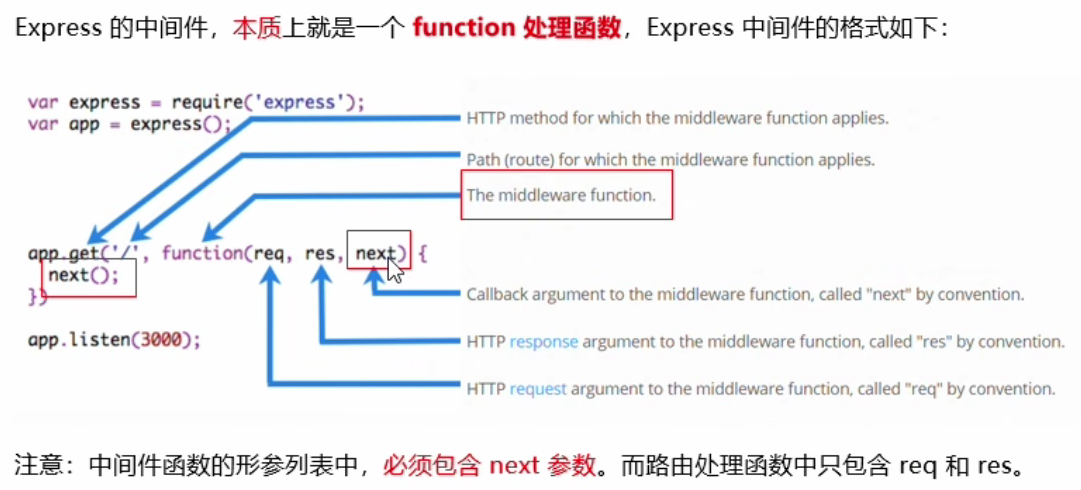 Express 的中间件，本质上就是一个 function 处理函数，Express 中间件的格式如下：
var express = require('express');
var app = express();
HTTP method for which the middleware function applies.
Path (route) for which the middleware function applies.
The middleware function.
app.get('/', function(req, res, next) {
next();
})
Callback argument to the middleware function, called "next" by convention.
app.listen(3000);
HTTP response argument to the middleware function, called "res" by convention.
HTTP request argument to the middleware function, called "req" by convention.
注意：中间件函数的形参列表中，必须包含 next 参数。而路由处理函数中只包含 req 和 res。